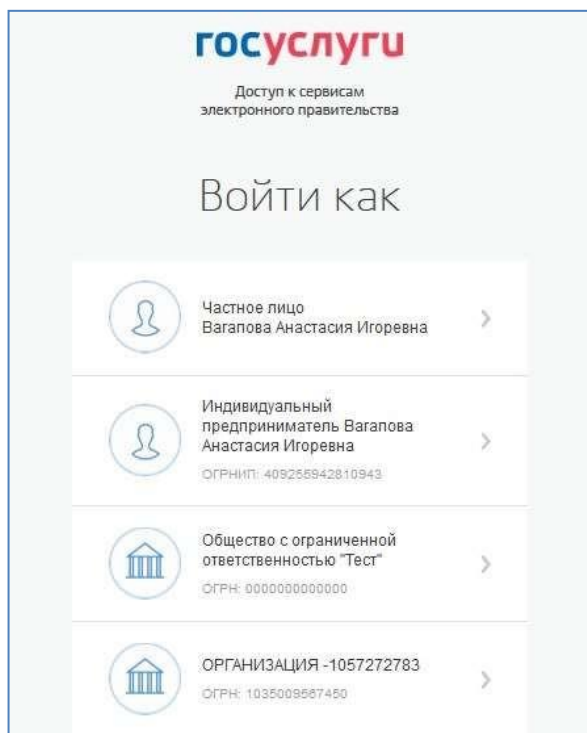 госуслуги
Доступ к сервисам
электронного правительства
Войти как
Частное лицо
Вагапова Анастасия Игоревна
Индивидуальный
предприниматель Вагапова
Анастасия Игоревна
ОГРНИП: 409255942810943
Общество с ограниченной
ответственностью "Тест"
ОГРН: 0000000000000
ОРГАНИЗАЦИЯ -1057272783
ОГРН: 1035009567450